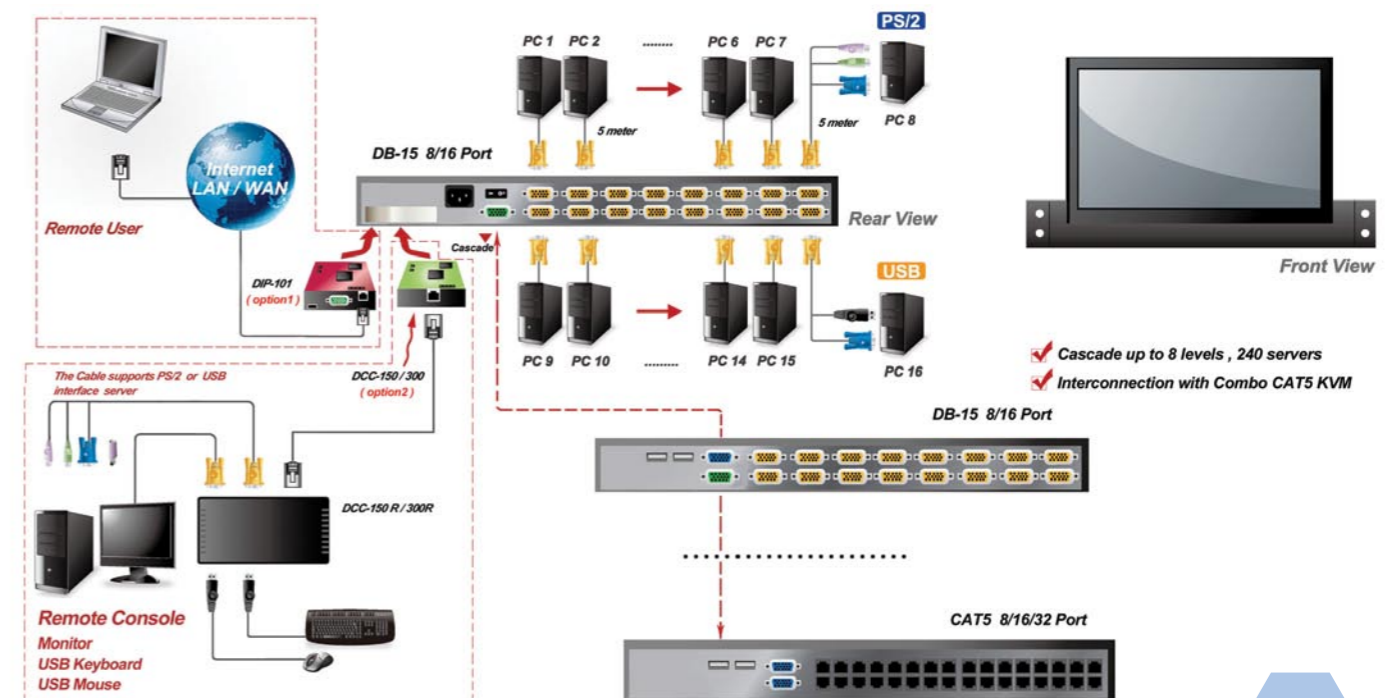 PS/2
PC 1 PC 2 ........ PC 6 PC 7
PC 8
5 meter
5 meter
DB-15 8/16 Port
Internet
LAN / WAN
Remote User
Rear View
Cascade
Front View
DIP-101
( option1 )
USB
PC 9 PC 10 ......... PC 14 PC 15
PC 16
DCC-150 / 300
( option2 )
Cascade up to 8 levels , 240 servers
Interconnection with Combo CAT5 KVM
The Cable supports PS/2 or USB
interface server
DB-15 8/16 Port
DCC-150 R / 300R
Remote Console
Monitor
USB Keyboard
USB Mouse
CAT5 8/16/32 Port